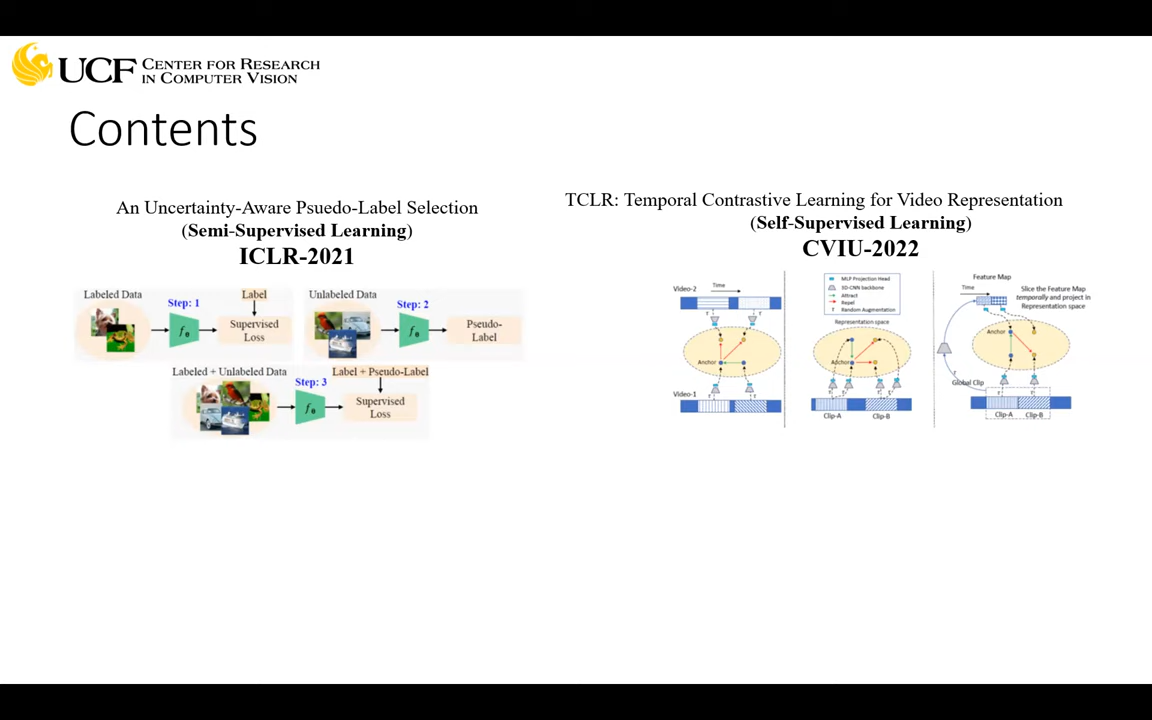 UCF CENTER FOR RESEARCH
IN COMPUTER VISION
Contents
An Uncertainty-Aware Psuedo-Label Selection
(Semi-Supervised Learning)
ICLR-2021
Labeled Data
Step: 1
Label
fθ
Supervised
Loss
Unlabeled Data
Step: 2
fθ
Pseudo-
Label
Labeled + Unlabeled Data
Step: 3
Label + Pseudo-Label
fθ
Supervised
Loss
TCLR: Temporal Contrastive Learning for Video Representation
(Self-Supervised Learning)
CVIU-2022
Video-2
Time
τ
τ
Anchor
τ
τ
Video-1
MLP Projection Head
3D-CNN backbone
Attract
Repel
τ Random Augmentation
Representation space
Anchor
τ
τ
τ
τ
Clip-A
Clip-B
Feature Map
Time
Slice the Feature Map
temporally and project in
Representation space
Anchor
τ
Global Clip
τ
τ
Clip-A
Clip-B